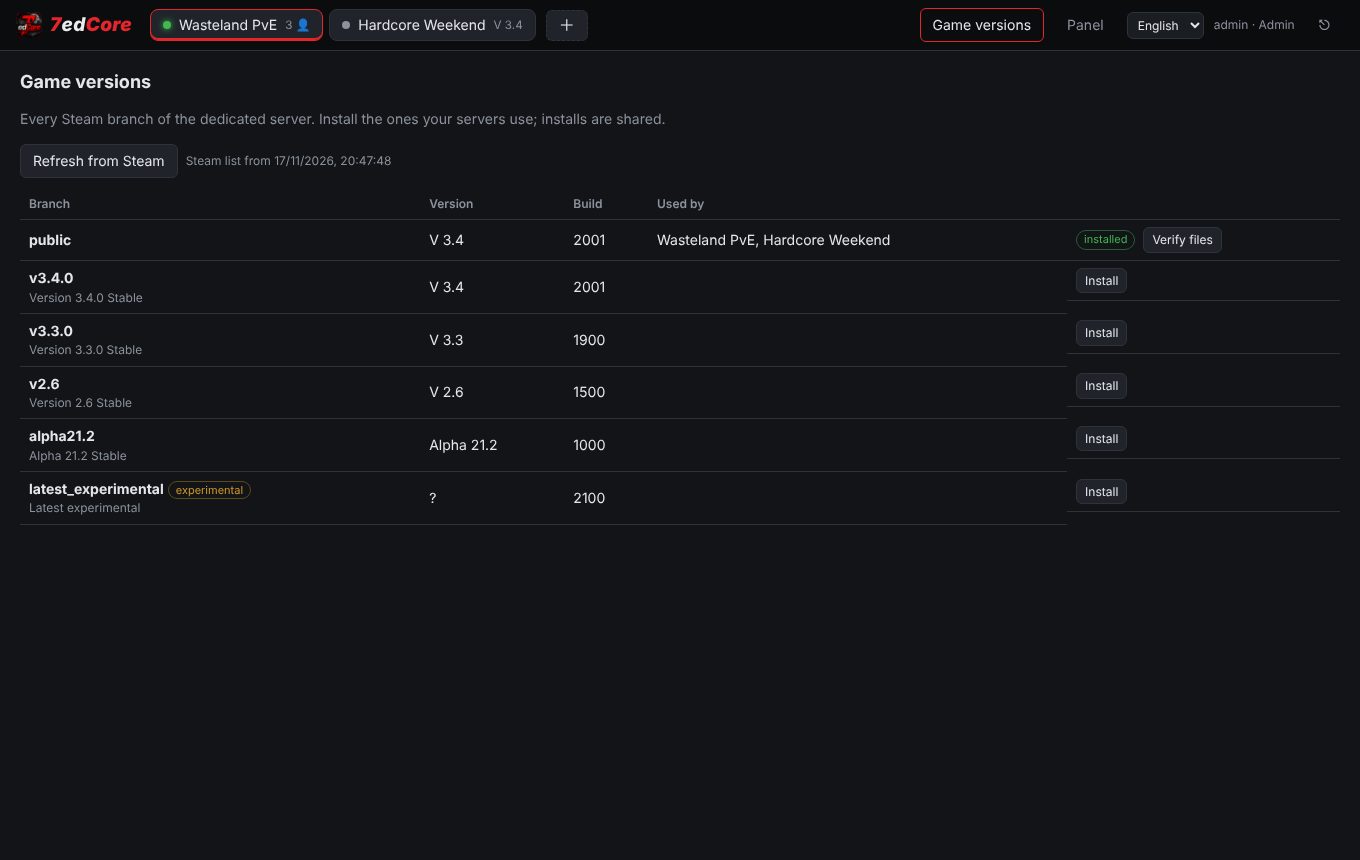 7edCore Wasteland PvE 3 Hardcore Weekend V 3.4 + Game versions Panel English admin · Admin
Game versions
Every Steam branch of the dedicated server. Install the ones your servers use; installs are shared.
Refresh from Steam Steam list from 17/11/2026, 20:47:48
Branch Version Build Used by
public V 3.4 2001 Wasteland PvE, Hardcore Weekend installed Verify files
v3.4.0 V 3.4 2001 Install
Version 3.4.0 Stable
v3.3.0 V 3.3 1900 Install
Version 3.3.0 Stable
v2.6 V 2.6 1500 Install
Version 2.6 Stable
alpha21.2 Alpha 21.2 1000 Install
Alpha 21.2 Stable
latest_experimental experimental ? 2100 Install
Latest experimental